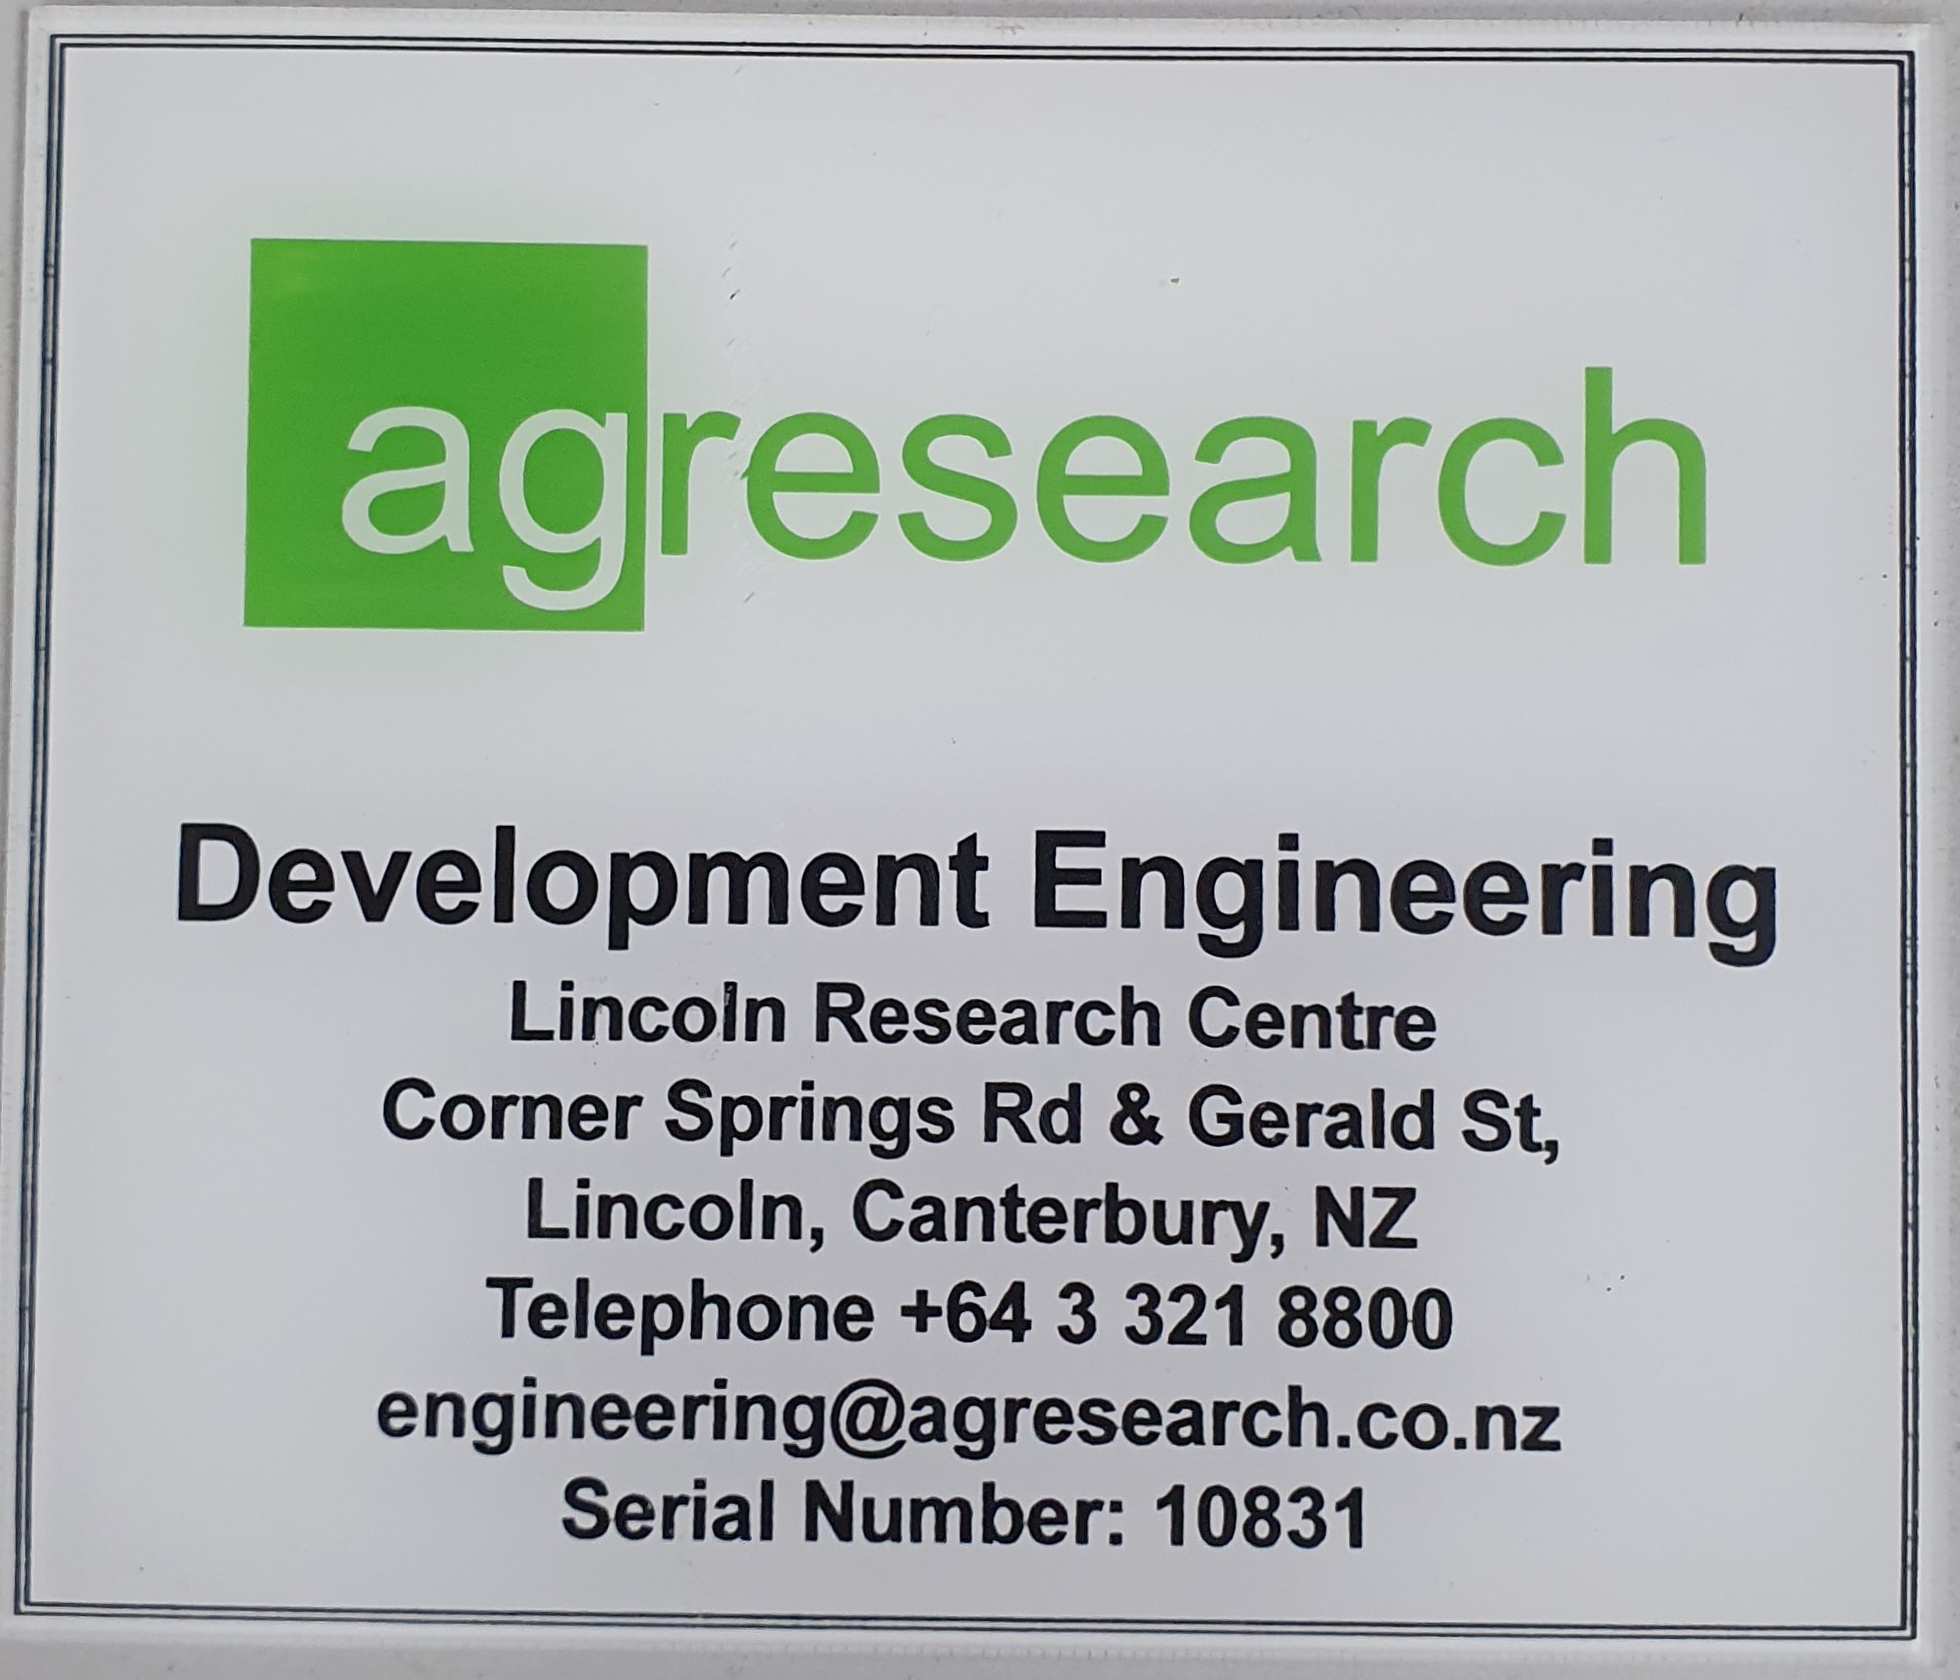 agresearch
Development Engineering
Lincoln Research Centre
Corner Springs Rd & Gerald St,
Lincoln, Canterbury, NZ
Telephone +64 3 321 8800
engineering@agresearch.co.nz
Serial Number: 10831